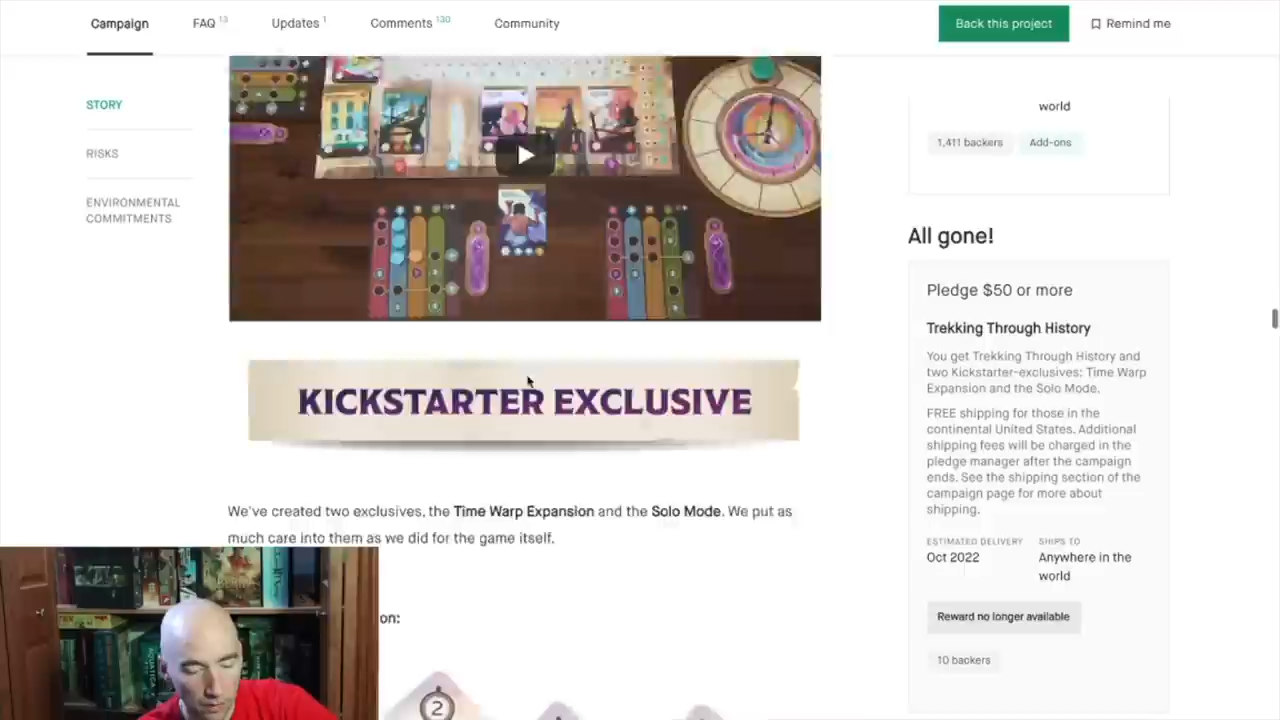 Campaign
FAQ 13
Updates 1
Comments 130
Community
Back this project
Remind me
STORY
RISKS
ENVIRONMENTAL
COMMITMENTS
KICKSTARTER EXCLUSIVE
We've created two exclusives, the Time Warp Expansion and the Solo Mode. We put as
much care into them as we did for the game itself.
on:
2
world
1,411 backers
Add-ons
All gone!
Pledge $50 or more
Trekking Through History
You get Trekking Through History and
two Kickstarter-exclusives: Time Warp
Expansion and the Solo Mode.
FREE shipping for those in the
continental United States. Additional
shipping fees will be charged in the
pledge manager after the campaign
ends. See the shipping section of the
campaign page for more about
shipping.
ESTIMATED DELIVERY
Oct 2022
SHIPS TO
Anywhere in the
world
Reward no longer available
10 backers